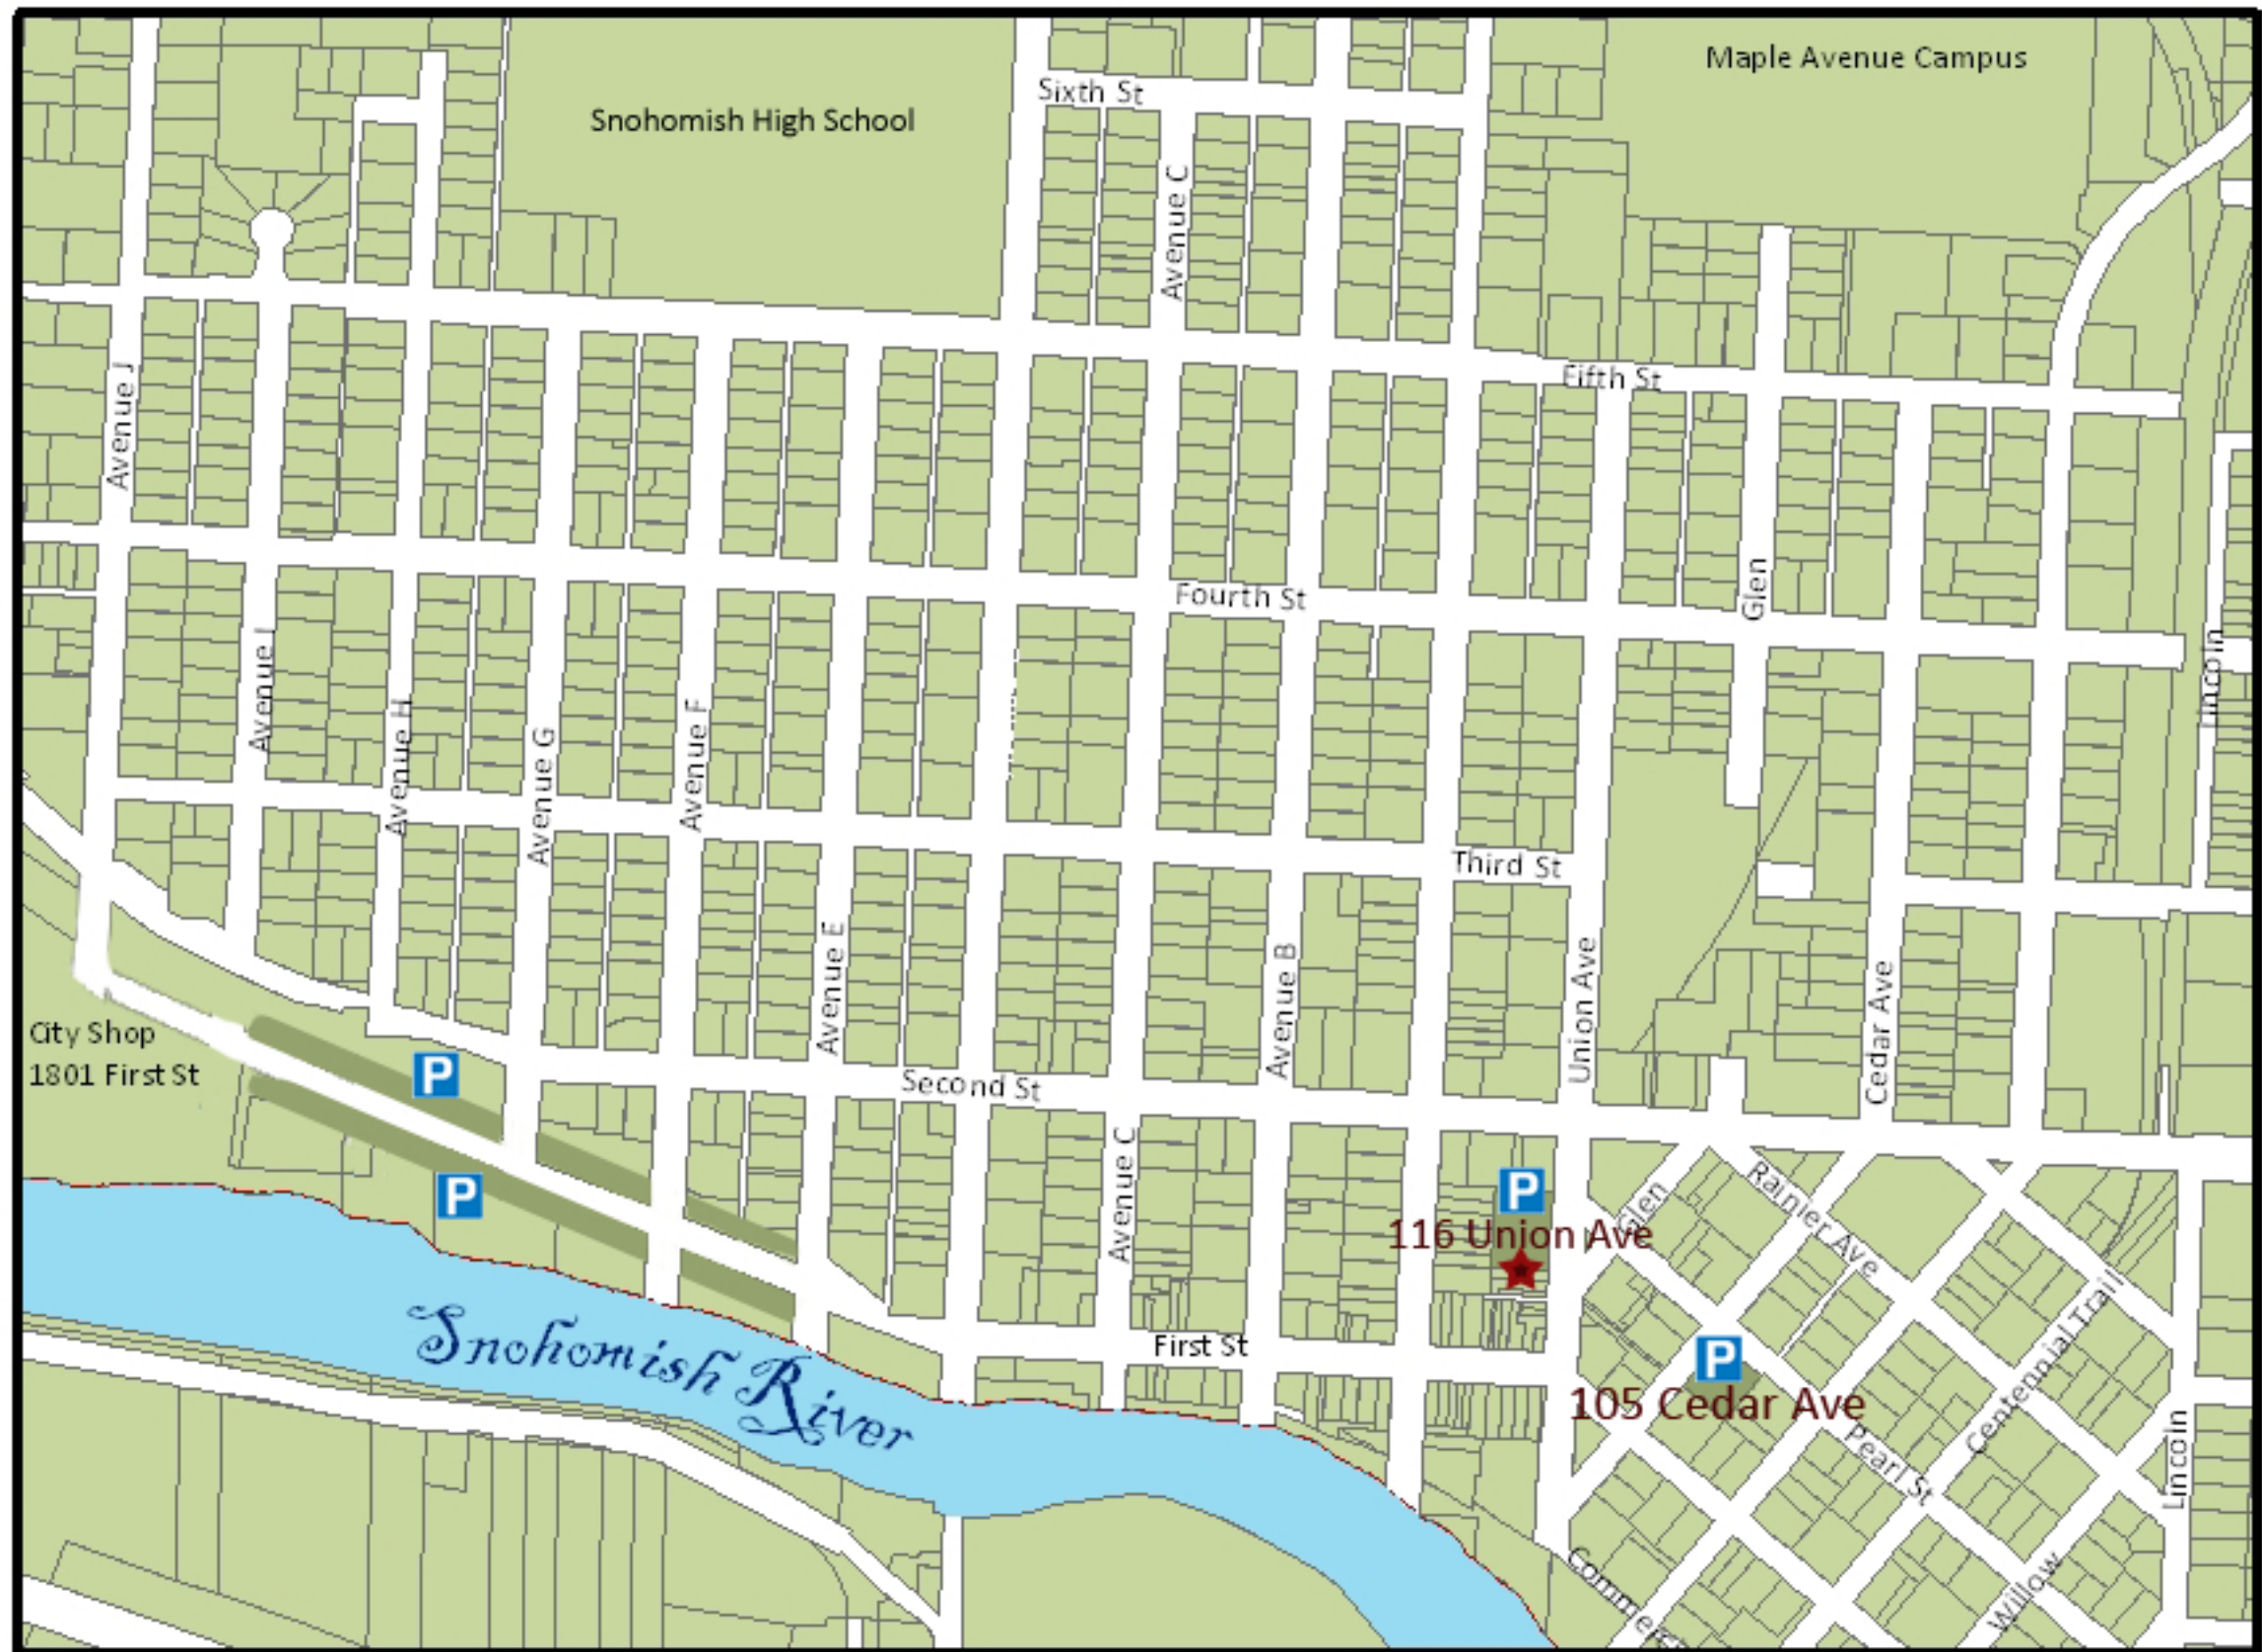 Maple Avenue Campus
Sixth St
Snohomish High School
Avenue C
Fifth St
Avenue J
Glen
Fourth St
Lincoln
Avenue I
Avenue H
Avenue F
Avenue G
Third St
Avenue E
Avenue B
Union Ave
Cedar Ave
City Shop
1801 First St
P
Second St
Avenue C
P
P
Glen
Rainier Ave
116 Union Ave
First St
P
105 Cedar Ave
Snohomish River
Centennial Trail
Pearl St
Lincoln
Willow